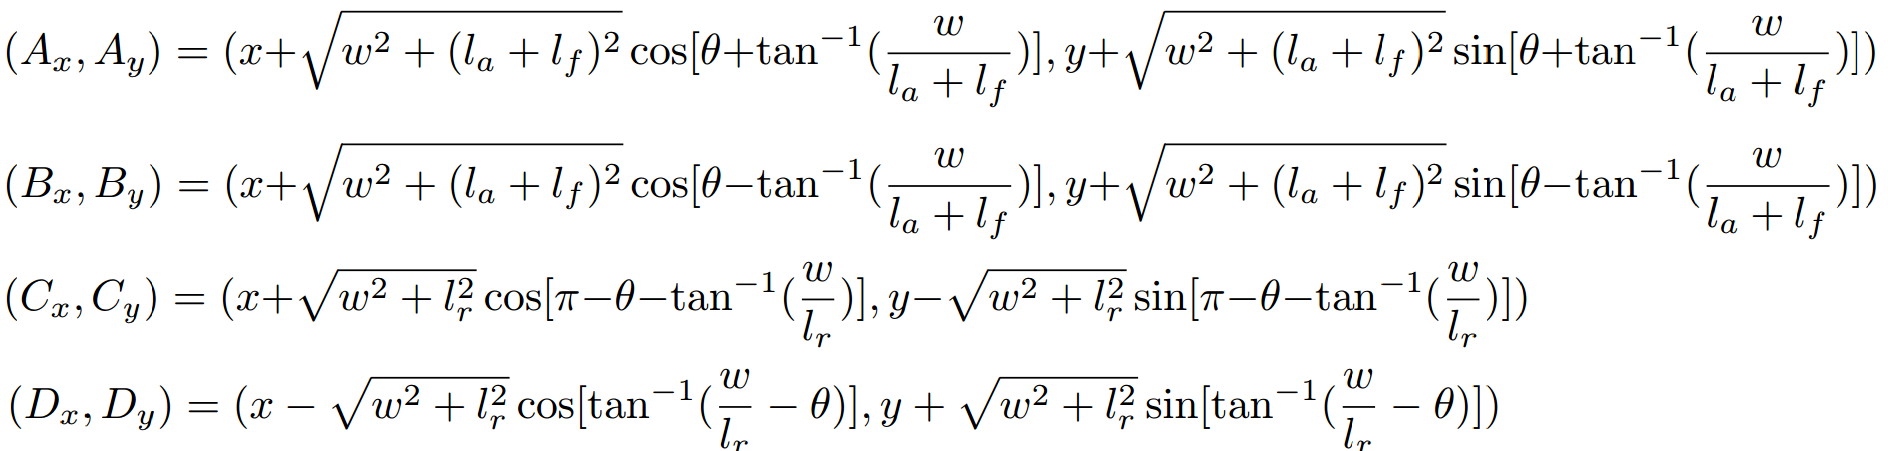 $(A_x, A_y) = (x+\sqrt{w^2 + (l_a + l_f)^2} \cos[\theta+\tan^{-1}(\frac{w}{l_a + l_f})], y+\sqrt{w^2 + (l_a + l_f)^2} \sin[\theta+\tan^{-1}(\frac{w}{l_a + l_f})])$
$(B_x, B_y) = (x+\sqrt{w^2 + (l_a + l_f)^2} \cos[\theta-\tan^{-1}(\frac{w}{l_a + l_f})], y+\sqrt{w^2 + (l_a + l_f)^2} \sin[\theta-\tan^{-1}(\frac{w}{l_a + l_f})])$
$(C_x, C_y) = (x+\sqrt{w^2 + l_r^2} \cos[\pi-\theta-\tan^{-1}(\frac{w}{l_r})], y-\sqrt{w^2 + l_r^2} \sin[\pi-\theta-\tan^{-1}(\frac{w}{l_r})])$
$(D_x, D_y) = (x - \sqrt{w^2 + l_r^2} \cos[\tan^{-1}(\frac{w}{l_r} - \theta)], y + \sqrt{w^2 + l_r^2} \sin[\tan^{-1}(\frac{w}{l_r} - \theta)])$